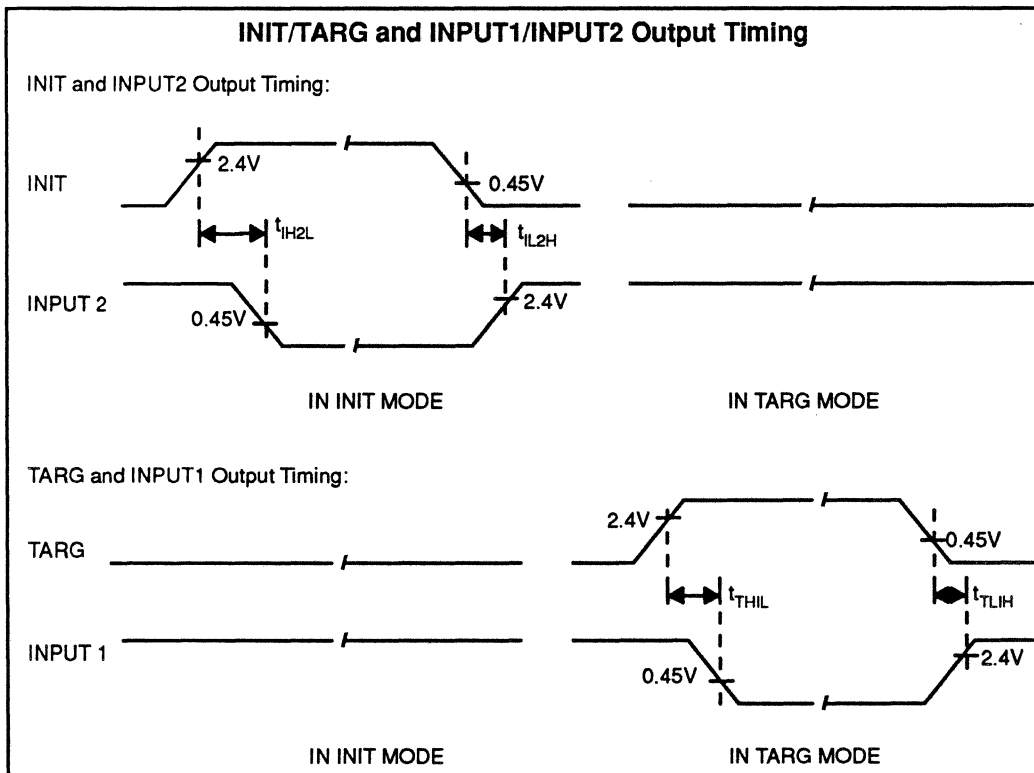 INIT/TARG and INPUT1/INPUT2 Output Timing
INIT and INPUT2 Output Timing:
2.4V
INIT
0.45V
tIH2L
tIL2H
INPUT 2
0.45V
2.4V
IN INIT MODE
IN TARG MODE
TARG and INPUT1 Output Timing:
2.4V
TARG
0.45V
tTHIL
tTLIH
INPUT 1
0.45V
2.4V
IN INIT MODE
IN TARG MODE